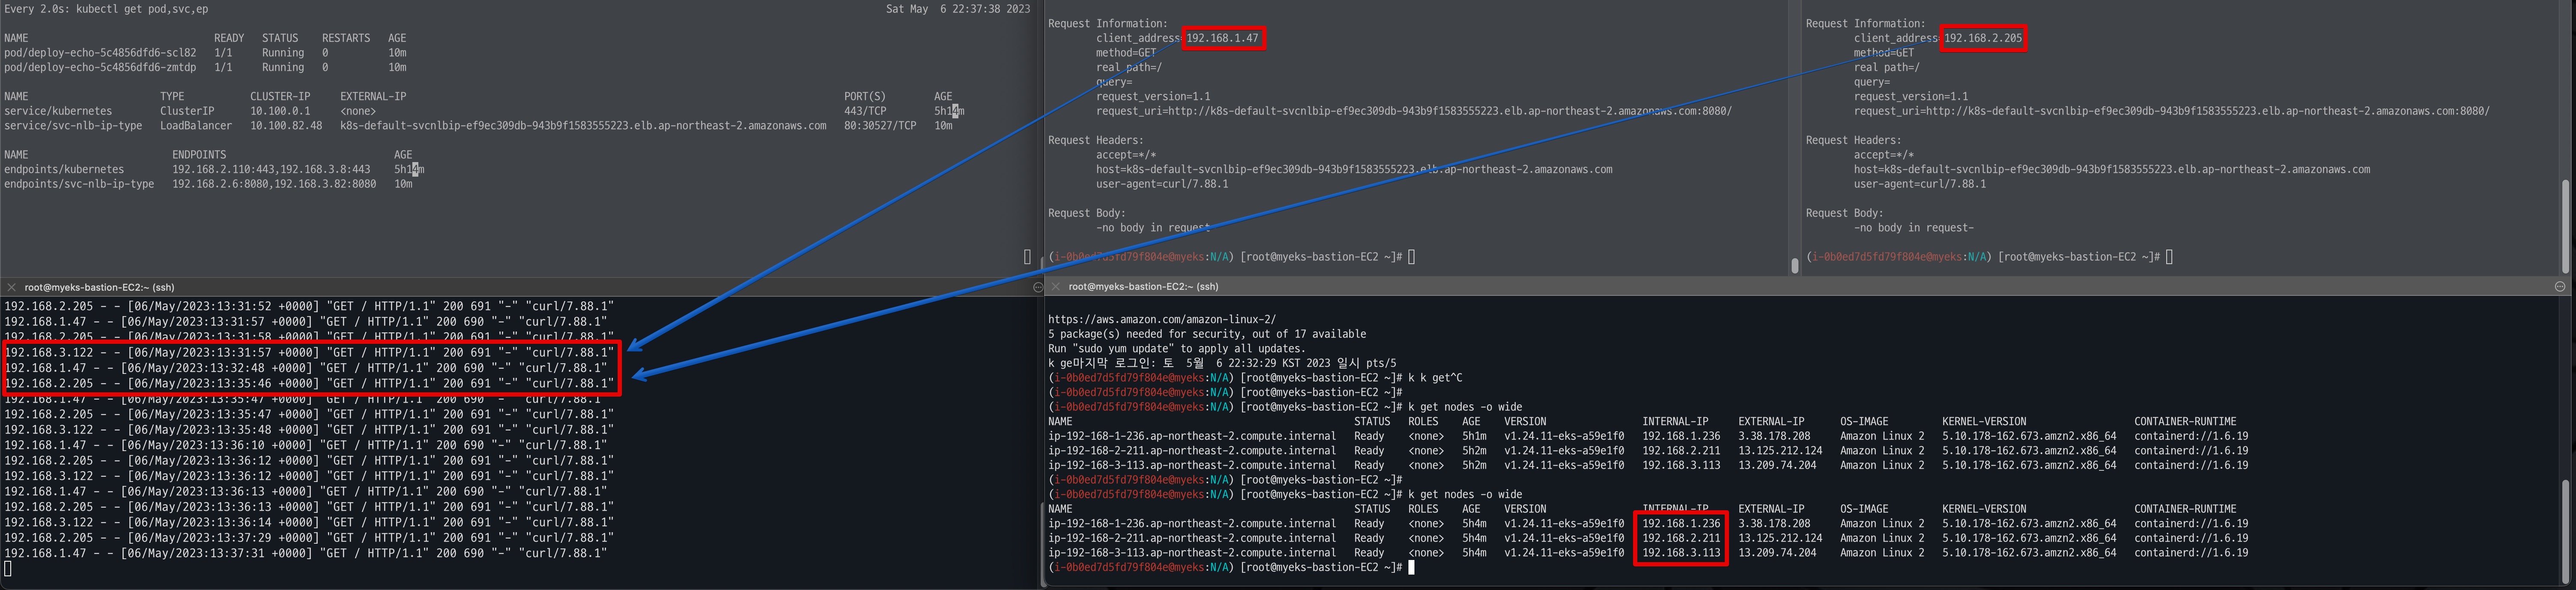 Every 2.0s: kubectl get pod,svc,ep Sat May  6 22:37:38 2023
NAME READY STATUS RESTARTS AGE
pod/deploy-echo-5c4856dfd6-scl82 1/1 Running 0 10m
pod/deploy-echo-5c4856dfd6-zmtdp 1/1 Running 0 10m
NAME TYPE CLUSTER-IP EXTERNAL-IP PORT(S) AGE
service/kubernetes ClusterIP 10.100.0.1 <none> 443/TCP 5h14m
service/svc-nlb-ip-type LoadBalancer 10.100.82.48 k8s-default-svcnlbip-ef9ec309db-943b9f1583555223.elb.ap-northeast-2.amazonaws.com 80:30527/TCP 10m
NAME ENDPOINTS AGE
endpoints/kubernetes 192.168.2.110:443,192.168.3.8:443 5h14m
endpoints/svc-nlb-ip-type 192.168.2.6:8080,192.168.3.82:8080 10m
Request Information:
client_address=192.168.1.47
method=GET
real path=/
query=
request_version=1.1
request_uri=http://k8s-default-svcnlbip-ef9ec309db-943b9f1583555223.elb.ap-northeast-2.amazonaws.com:8080/
Request Headers:
accept=*/*
host=k8s-default-svcnlbip-ef9ec309db-943b9f1583555223.elb.ap-northeast-2.amazonaws.com
user-agent=curl/7.88.1
Request Body:
-no body in request-
(i-0b0ed7d5fd79f804e@myeks:N/A) [root@myeks-bastion-EC2 ~]#
Request Information:
client_address=192.168.2.205
method=GET
real path=/
query=
request_version=1.1
request_uri=http://k8s-default-svcnlbip-ef9ec309db-943b9f1583555223.elb.ap-northeast-2.amazonaws.com:8080/
Request Headers:
accept=*/*
host=k8s-default-svcnlbip-ef9ec309db-943b9f1583555223.elb.ap-northeast-2.amazonaws.com
user-agent=curl/7.88.1
Request Body:
-no body in request-
(i-0b0ed7d5fd79f804e@myeks:N/A) [root@myeks-bastion-EC2 ~]#
root@myeks-bastion-EC2:~ (ssh)
192.168.2.205 - - [06/May/2023:13:31:52 +0000] "GET / HTTP/1.1" 200 691 "-" "curl/7.88.1"
192.168.1.47 - - [06/May/2023:13:31:57 +0000] "GET / HTTP/1.1" 200 690 "-" "curl/7.88.1"
192.168.2.205 - - [06/May/2023:13:31:58 +0000] "GET / HTTP/1.1" 200 691 "-" "curl/7.88.1"
192.168.3.122 - - [06/May/2023:13:31:57 +0000] "GET / HTTP/1.1" 200 691 "-" "curl/7.88.1"
192.168.1.47 - - [06/May/2023:13:32:48 +0000] "GET / HTTP/1.1" 200 690 "-" "curl/7.88.1"
192.168.2.205 - - [06/May/2023:13:35:46 +0000] "GET / HTTP/1.1" 200 691 "-" "curl/7.88.1"
192.168.1.47 - - [06/May/2023:13:35:47 +0000] "GET / HTTP/1.1" 200 690 "-" "curl/7.88.1"
192.168.2.205 - - [06/May/2023:13:35:47 +0000] "GET / HTTP/1.1" 200 691 "-" "curl/7.88.1"
192.168.3.122 - - [06/May/2023:13:35:48 +0000] "GET / HTTP/1.1" 200 691 "-" "curl/7.88.1"
192.168.1.47 - - [06/May/2023:13:36:10 +0000] "GET / HTTP/1.1" 200 690 "-" "curl/7.88.1"
192.168.2.205 - - [06/May/2023:13:36:12 +0000] "GET / HTTP/1.1" 200 691 "-" "curl/7.88.1"
192.168.3.122 - - [06/May/2023:13:36:12 +0000] "GET / HTTP/1.1" 200 691 "-" "curl/7.88.1"
192.168.1.47 - - [06/May/2023:13:36:13 +0000] "GET / HTTP/1.1" 200 690 "-" "curl/7.88.1"
192.168.2.205 - - [06/May/2023:13:36:13 +0000] "GET / HTTP/1.1" 200 691 "-" "curl/7.88.1"
192.168.3.122 - - [06/May/2023:13:36:14 +0000] "GET / HTTP/1.1" 200 691 "-" "curl/7.88.1"
192.168.2.205 - - [06/May/2023:13:37:29 +0000] "GET / HTTP/1.1" 200 691 "-" "curl/7.88.1"
192.168.1.47 - - [06/May/2023:13:37:31 +0000] "GET / HTTP/1.1" 200 690 "-" "curl/7.88.1"
root@myeks-bastion-EC2:~ (ssh)
https://aws.amazon.com/amazon-linux-2/
5 package(s) needed for security, out of 17 available
Run "sudo yum update" to apply all updates.
k ge마지막 로그인: 토  5월  6 22:32:29 KST 2023 일시 pts/5
(i-0b0ed7d5fd79f804e@myeks:N/A) [root@myeks-bastion-EC2 ~]# k k get^C
(i-0b0ed7d5fd79f804e@myeks:N/A) [root@myeks-bastion-EC2 ~]#
(i-0b0ed7d5fd79f804e@myeks:N/A) [root@myeks-bastion-EC2 ~]# k get nodes -o wide
NAME STATUS ROLES AGE VERSION INTERNAL-IP EXTERNAL-IP OS-IMAGE KERNEL-VERSION CONTAINER-RUNTIME
ip-192-168-1-236.ap-northeast-2.compute.internal Ready <none> 5h1m v1.24.11-eks-a59e1f0 192.168.1.236 3.38.178.208 Amazon Linux 2 5.10.178-162.673.amzn2.x86_64 containerd://1.6.19
ip-192-168-2-211.ap-northeast-2.compute.internal Ready <none> 5h2m v1.24.11-eks-a59e1f0 192.168.2.211 13.125.212.124 Amazon Linux 2 5.10.178-162.673.amzn2.x86_64 containerd://1.6.19
ip-192-168-3-113.ap-northeast-2.compute.internal Ready <none> 5h2m v1.24.11-eks-a59e1f0 192.168.3.113 13.209.74.204 Amazon Linux 2 5.10.178-162.673.amzn2.x86_64 containerd://1.6.19
(i-0b0ed7d5fd79f804e@myeks:N/A) [root@myeks-bastion-EC2 ~]#
(i-0b0ed7d5fd79f804e@myeks:N/A) [root@myeks-bastion-EC2 ~]# k get nodes -o wide
NAME STATUS ROLES AGE VERSION INTERNAL-IP EXTERNAL-IP OS-IMAGE KERNEL-VERSION CONTAINER-RUNTIME
ip-192-168-1-236.ap-northeast-2.compute.internal Ready <none> 5h4m v1.24.11-eks-a59e1f0 192.168.1.236 3.38.178.208 Amazon Linux 2 5.10.178-162.673.amzn2.x86_64 containerd://1.6.19
ip-192-168-2-211.ap-northeast-2.compute.internal Ready <none> 5h4m v1.24.11-eks-a59e1f0 192.168.2.211 13.125.212.124 Amazon Linux 2 5.10.178-162.673.amzn2.x86_64 containerd://1.6.19
ip-192-168-3-113.ap-northeast-2.compute.internal Ready <none> 5h4m v1.24.11-eks-a59e1f0 192.168.3.113 13.209.74.204 Amazon Linux 2 5.10.178-162.673.amzn2.x86_64 containerd://1.6.19
(i-0b0ed7d5fd79f804e@myeks:N/A) [root@myeks-bastion-EC2 ~]#